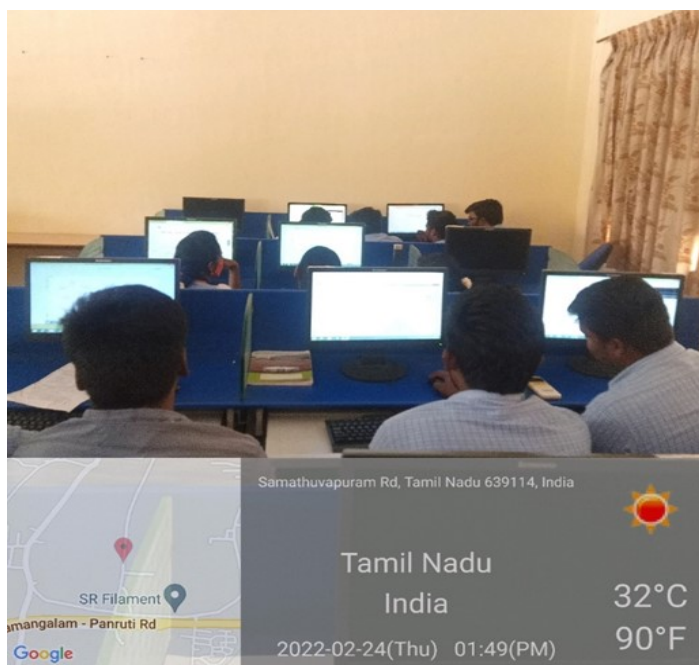 Samathuvapuram Rd, Tamil Nadu 639114, India
Tamil Nadu
India
32°C
2022-02-24(Thu) 01:49(PM)
90°F
SR Filament
amangalam - Panruti Rd
Google